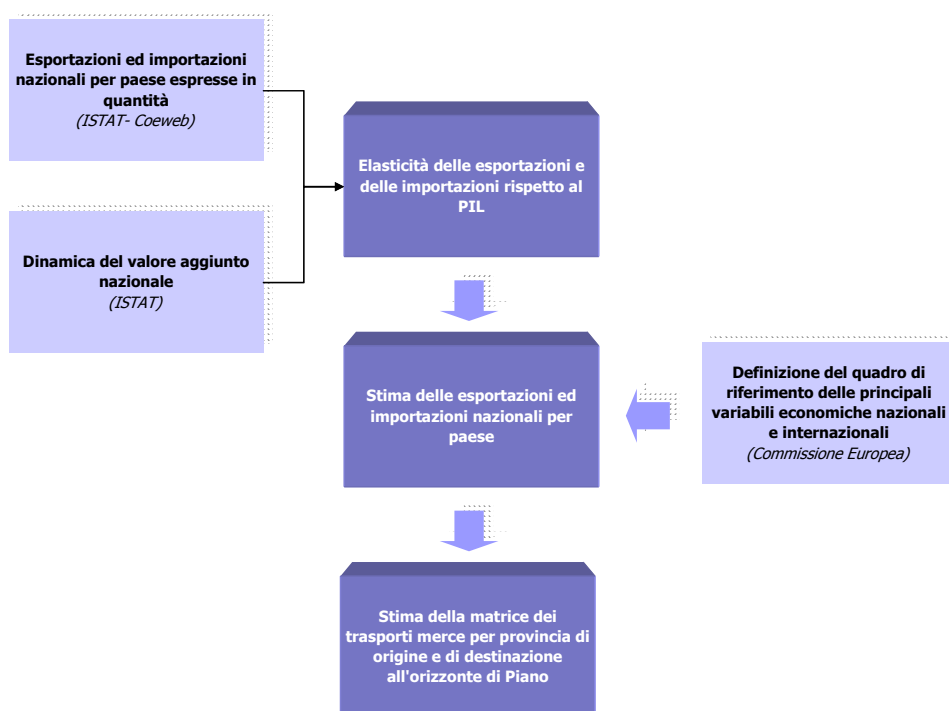 Esportazioni ed importazioni
nazionali per paese espresse in
quantità
(ISTAT- Coeweb)
Elasticità delle esportazioni e
delle importazioni rispetto al
PIL
Dinamica del valore aggiunto
nazionale
(ISTAT)
Stima delle esportazioni ed
importazioni nazionali per
paese
Definizione del quadro di
riferimento delle principali
variabili economiche nazionali
e internazionali
(Commissione Europea)
Stima della matrice dei
trasporti merce per provincia di
origine e di destinazione
all'orizzonte di Piano